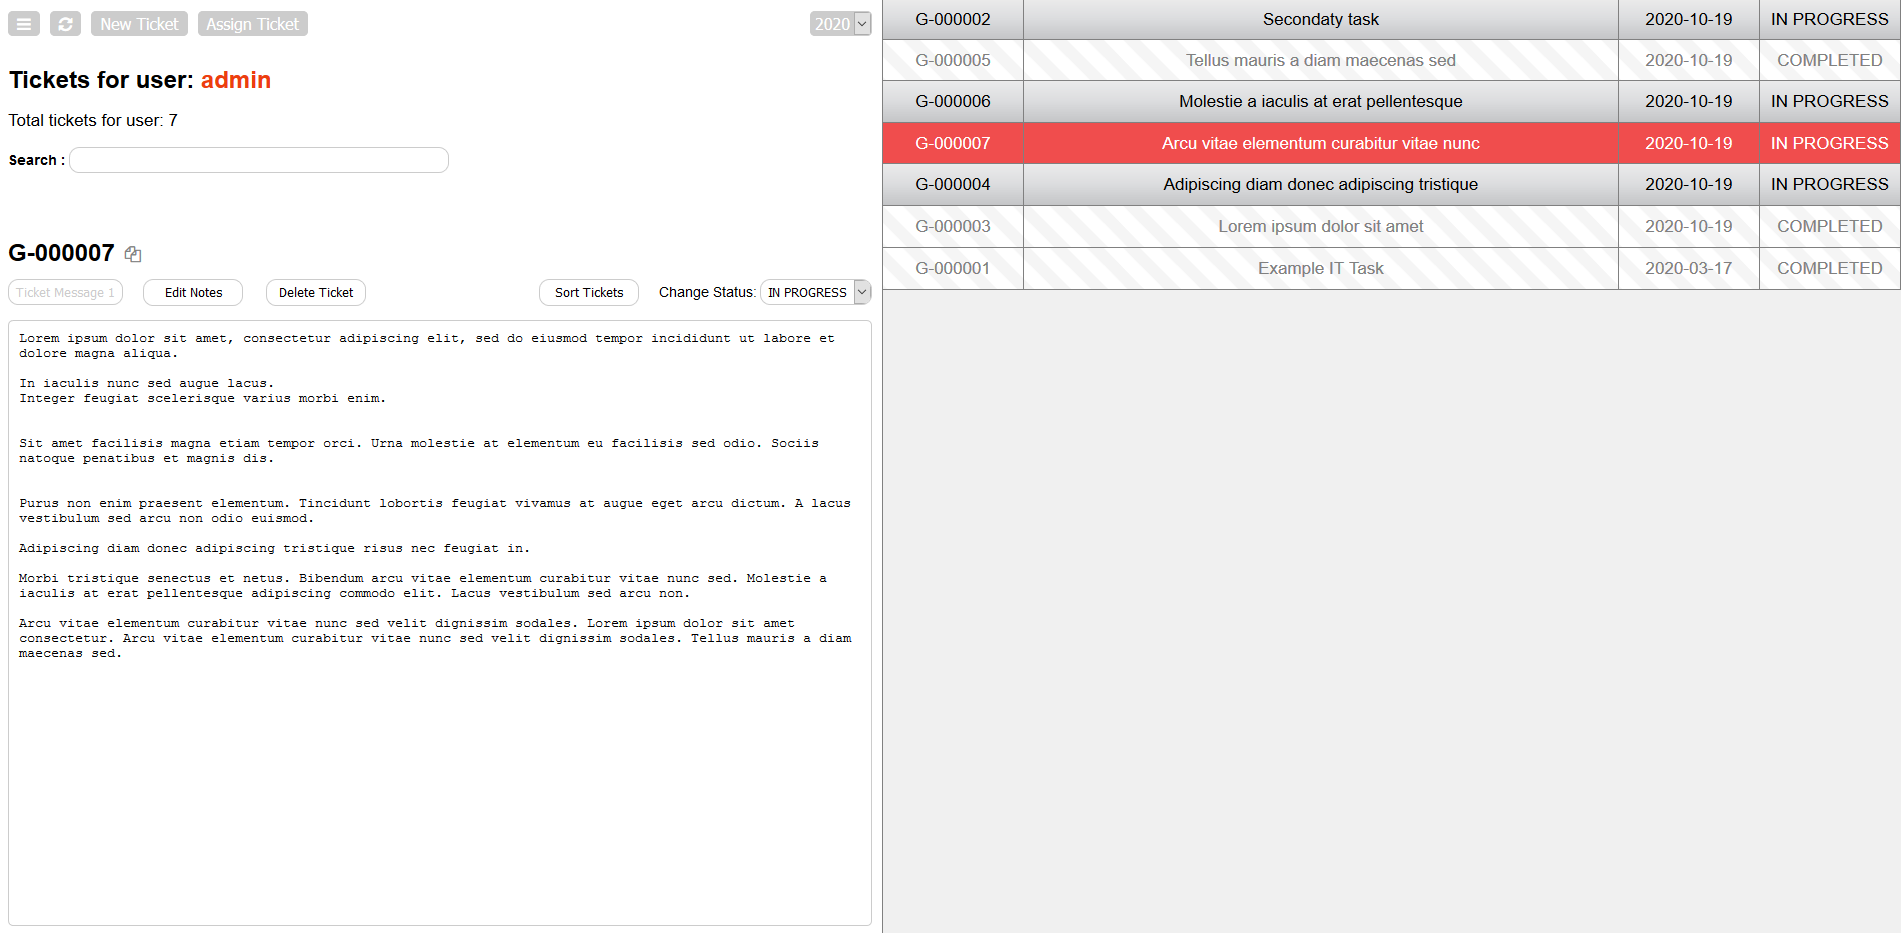 New Ticket
Assign Ticket
2020
Tickets for user: admin
Total tickets for user: 7
Search :
G-000007
Ticket Message 1
Edit Notes
Delete Ticket
Sort Tickets
Change Status: IN PROGRESS
Lorem ipsum dolor sit amet, consectetur adipiscing elit, sed do eiusmod tempor incididunt ut labore et
dolore magna aliqua.
In iaculis nunc sed augue lacus.
Integer feugiat scelerisque varius morbi enim.
Sit amet facilisis magna etiam tempor orci. Urna molestie at elementum eu facilisis sed odio. Sociis
natoque penatibus et magnis dis.
Purus non enim praesent elementum. Tincidunt lobortis feugiat vivamus at augue eget arcu dictum. A lacus
vestibulum sed arcu non odio euismod.
Adipiscing diam donec adipiscing tristique risus nec feugiat in.
Morbi tristique senectus et netus. Bibendum arcu vitae elementum curabitur vitae nunc sed. Molestie a
iaculis at erat pellentesque adipiscing commodo elit. Lacus vestibulum sed arcu non.
Arcu vitae elementum curabitur vitae nunc sed velit dignissim sodales. Lorem ipsum dolor sit amet
consectetur. Arcu vitae elementum curabitur vitae nunc sed velit dignissim sodales. Tellus mauris a diam
maecenas sed.
G-000002 Secondaty task 2020-10-19 IN PROGRESS
G-000005 Tellus mauris a diam maecenas sed 2020-10-19 COMPLETED
G-000006 Molestie a iaculis at erat pellentesque 2020-10-19 IN PROGRESS
G-000007 Arcu vitae elementum curabitur vitae nunc 2020-10-19 IN PROGRESS
G-000004 Adipiscing diam donec adipiscing tristique 2020-10-19 IN PROGRESS
G-000003 Lorem ipsum dolor sit amet 2020-10-19 COMPLETED
G-000001 Example IT Task 2020-03-17 COMPLETED